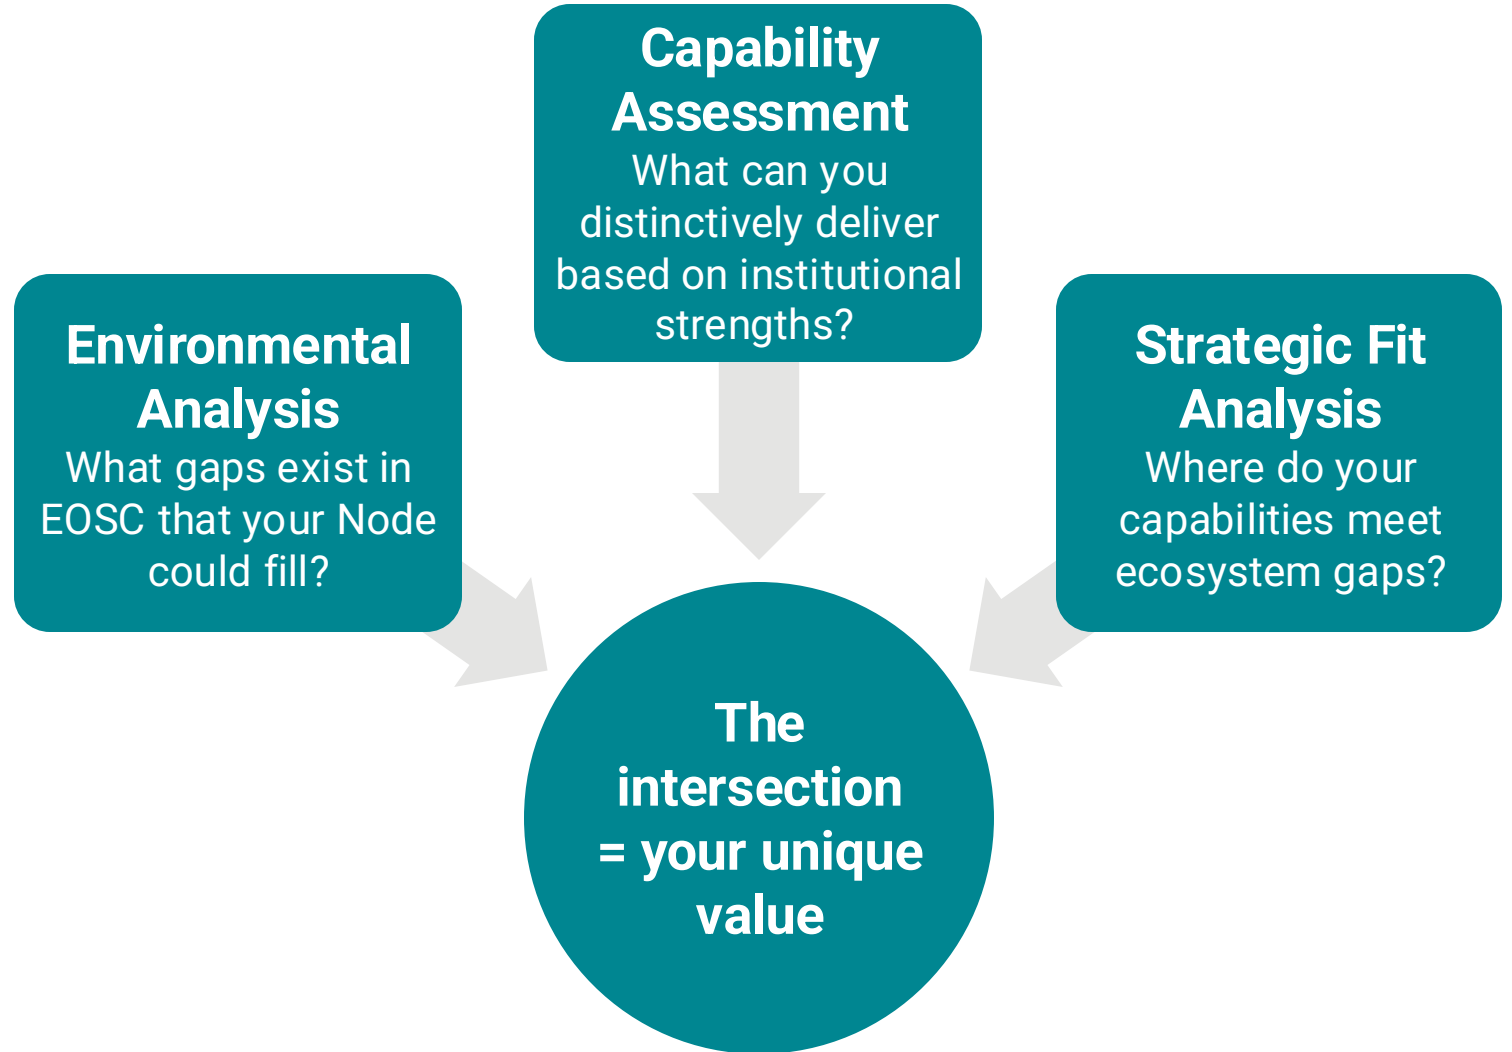 Capability
Assessment
What can you
distinctively deliver
based on institutional
strengths?
Environmental
Analysis
What gaps exist in
EOSC that your Node
could fill?
Strategic Fit
Analysis
Where do your
capabilities meet
ecosystem gaps?
The
intersection
= your unique
value